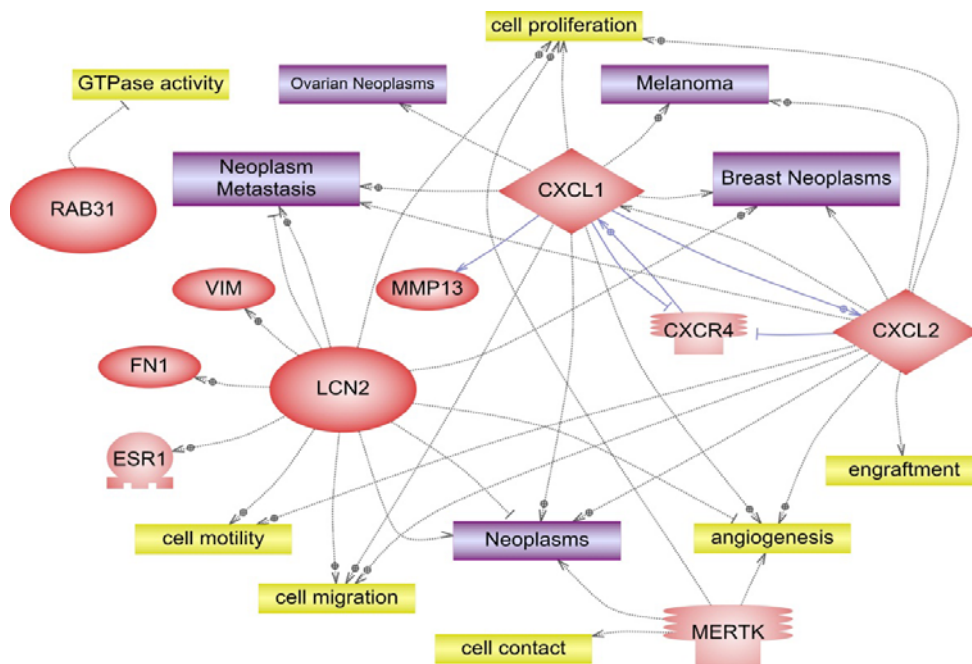 cell proliferation
GTPase activity
Ovarian Neoplasms
Melanoma
Neoplasm
Metastasis
CXCL1
Breast Neoplasms
RAB31
VIM
MMP13
CXCR4
CXCL2
FN1
LCN2
ESR1
engraftment
cell motility
Neoplasms
angiogenesis
cell migration
MERTK
cell contact